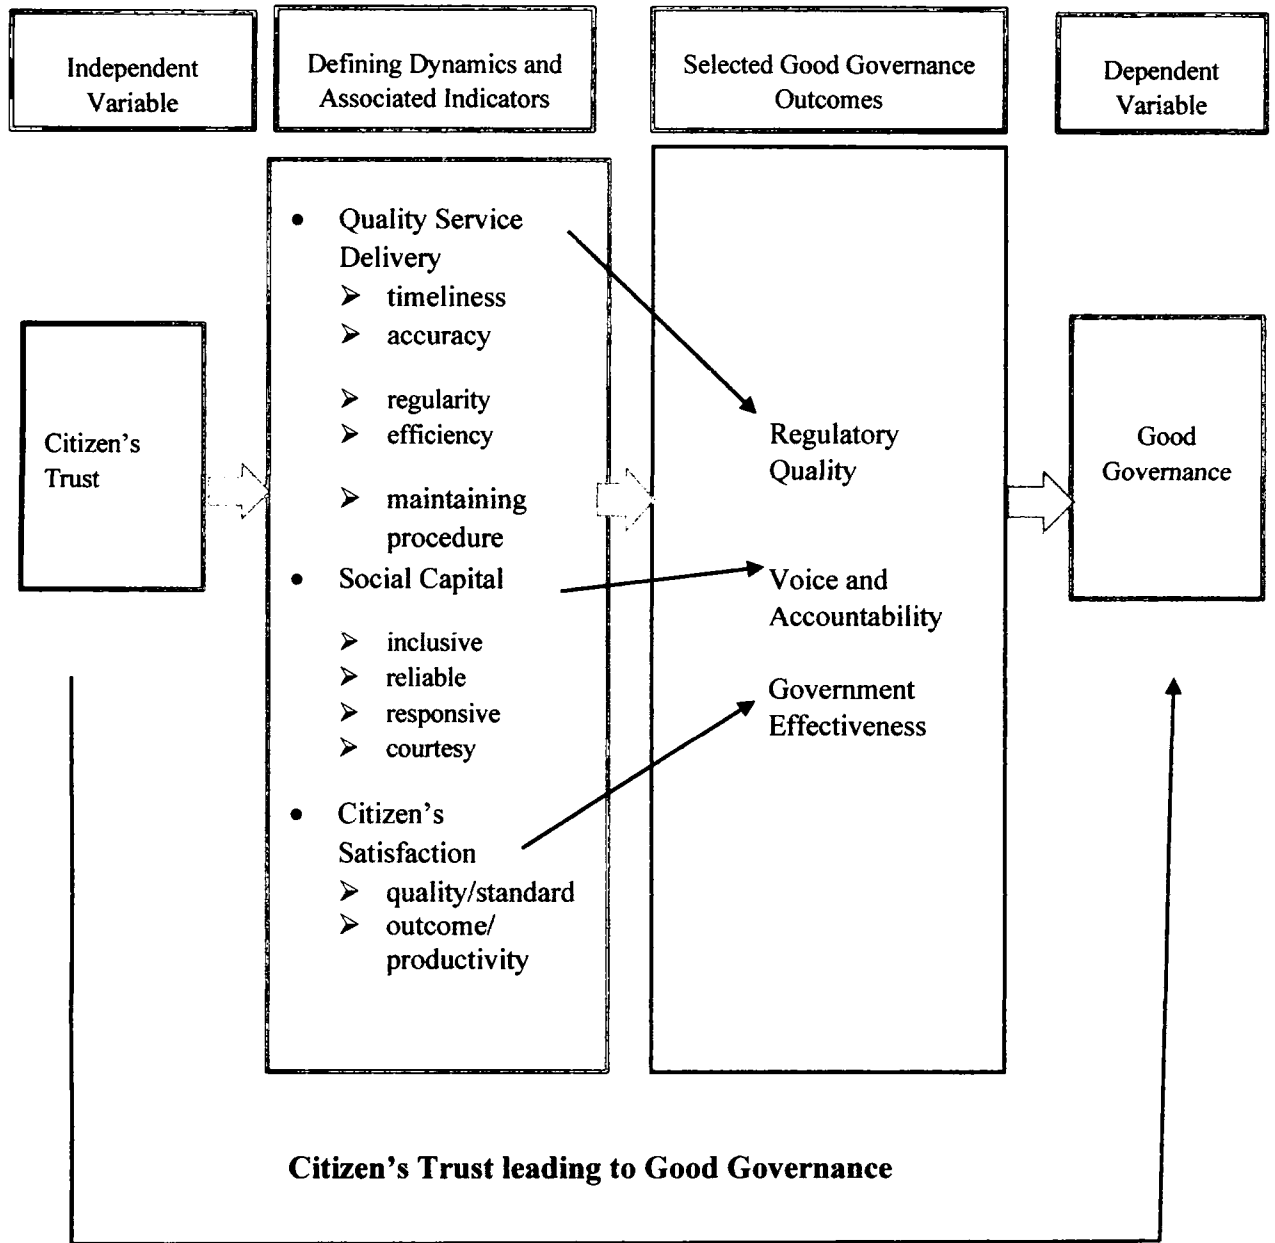 Independent
Variable
Defining Dynamics and
Associated Indicators
Selected Good Governance
Outcomes
Dependent
Variable
Citizen's
Trust
• Quality Service
Delivery
➢ timeliness
➢ accuracy
➢ regularity
➢ efficiency
➢ maintaining
procedure
• Social Capital
➢ inclusive
➢ reliable
➢ responsive
➢ courtesy
• Citizen's
Satisfaction
➢ quality/standard
➢ outcome/
productivity
Regulatory
Quality
Voice and
Accountability
Government
Effectiveness
Good
Governance
Citizen's Trust leading to Good Governance